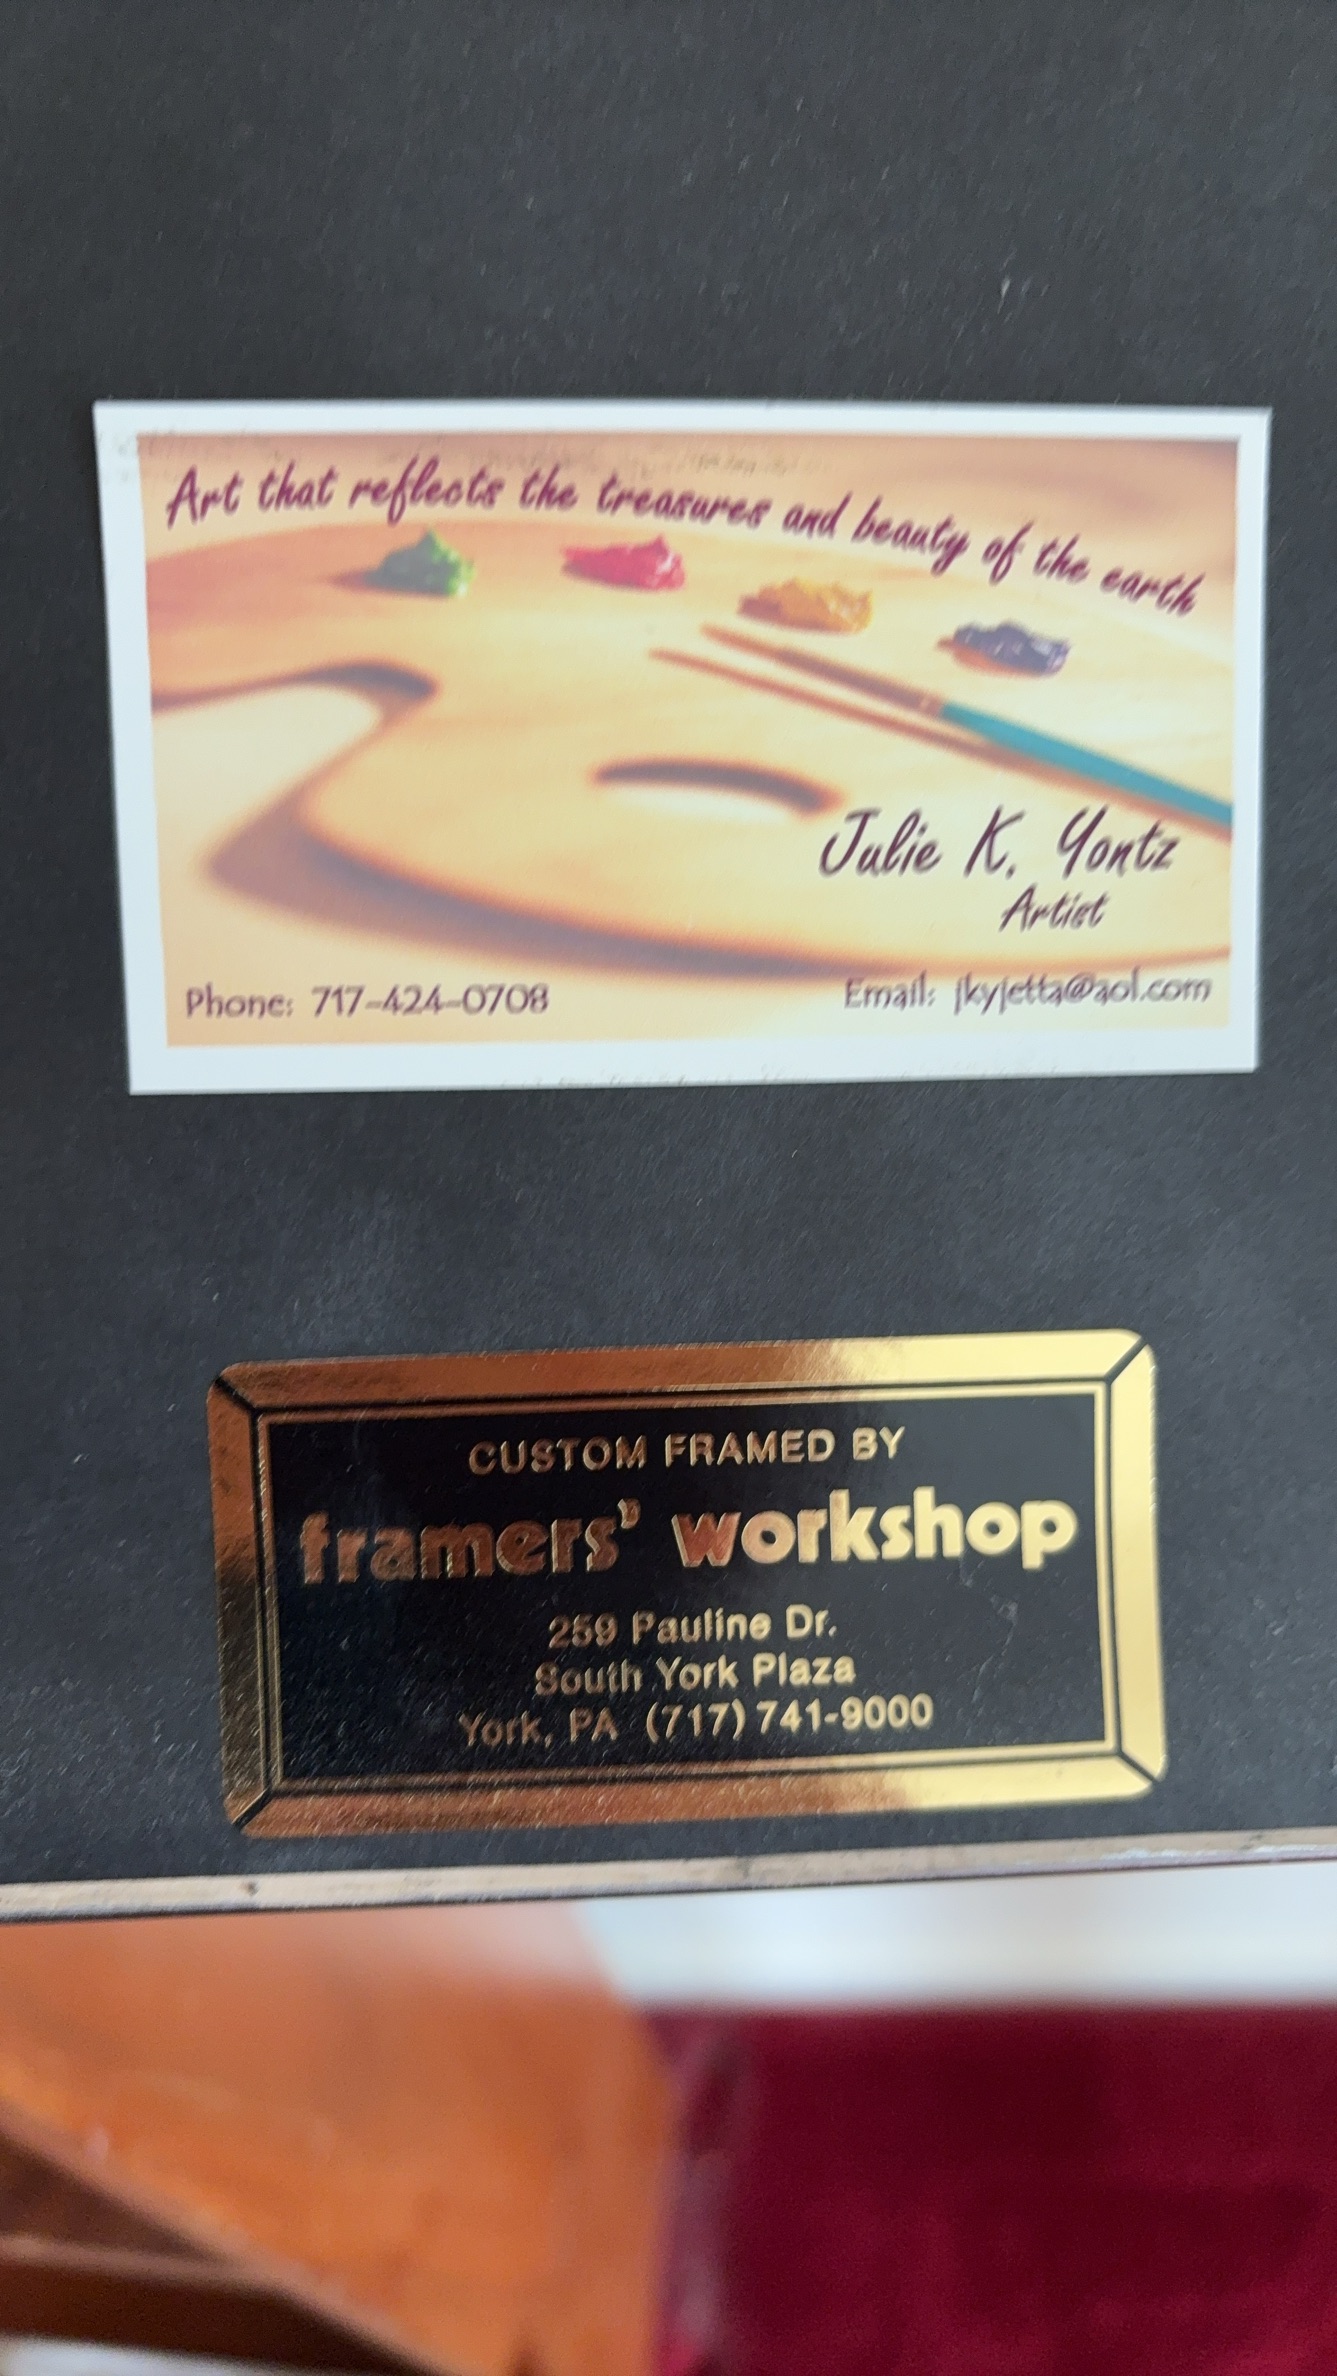 Art that reflects the treasures and beauty of the earth
Julie K. Yontz
Artist
Phone: 717-424-0708
Email: jkyjetta@aol.com
CUSTOM FRAMED BY
framers' workshop
259 Pauline Dr.
South York Plaza
York, PA (717) 741-9000